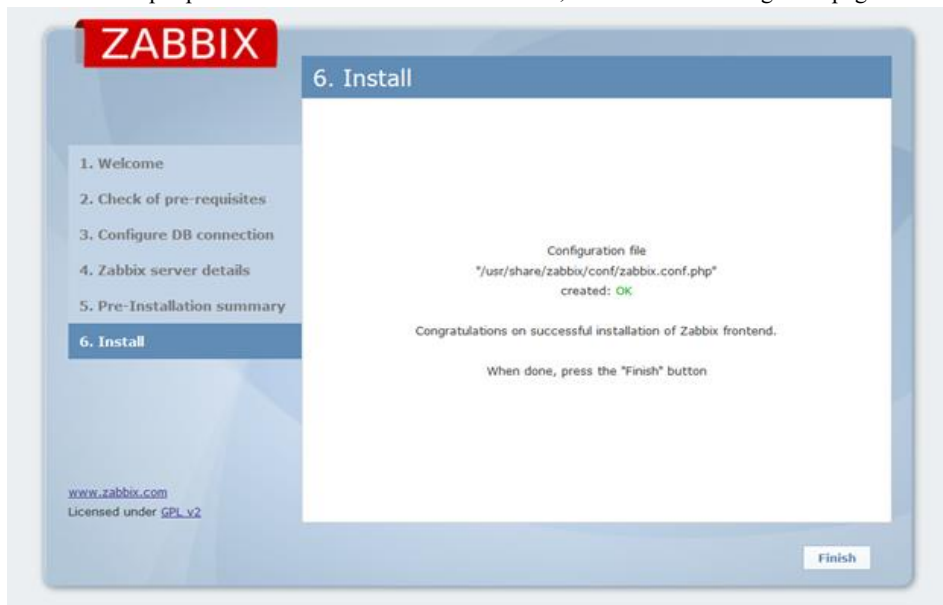 ZABBIX
6. Install
1. Welcome
2. Check of pre-requisites
3. Configure DB connection
4. Zabbix server details
5. Pre-Installation summary
6. Install
Configuration file
"/usr/share/zabbix/conf/zabbix.conf.php"
created: OK
Congratulations on successful installation of Zabbix frontend.
When done, press the "Finish" button
www.zabbix.com
Licensed under GPL v2
Finish